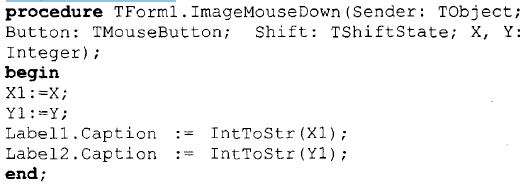 procedure TForm1.ImageMouseDown(Sender: TObject;
Button: TMouseButton; Shift: TShiftState; X, Y:
Integer);
begin
X1:=X;
Y1:=Y;
Label1.Caption := IntToStr(X1);
Label2.Caption := IntToStr(Y1);
end;